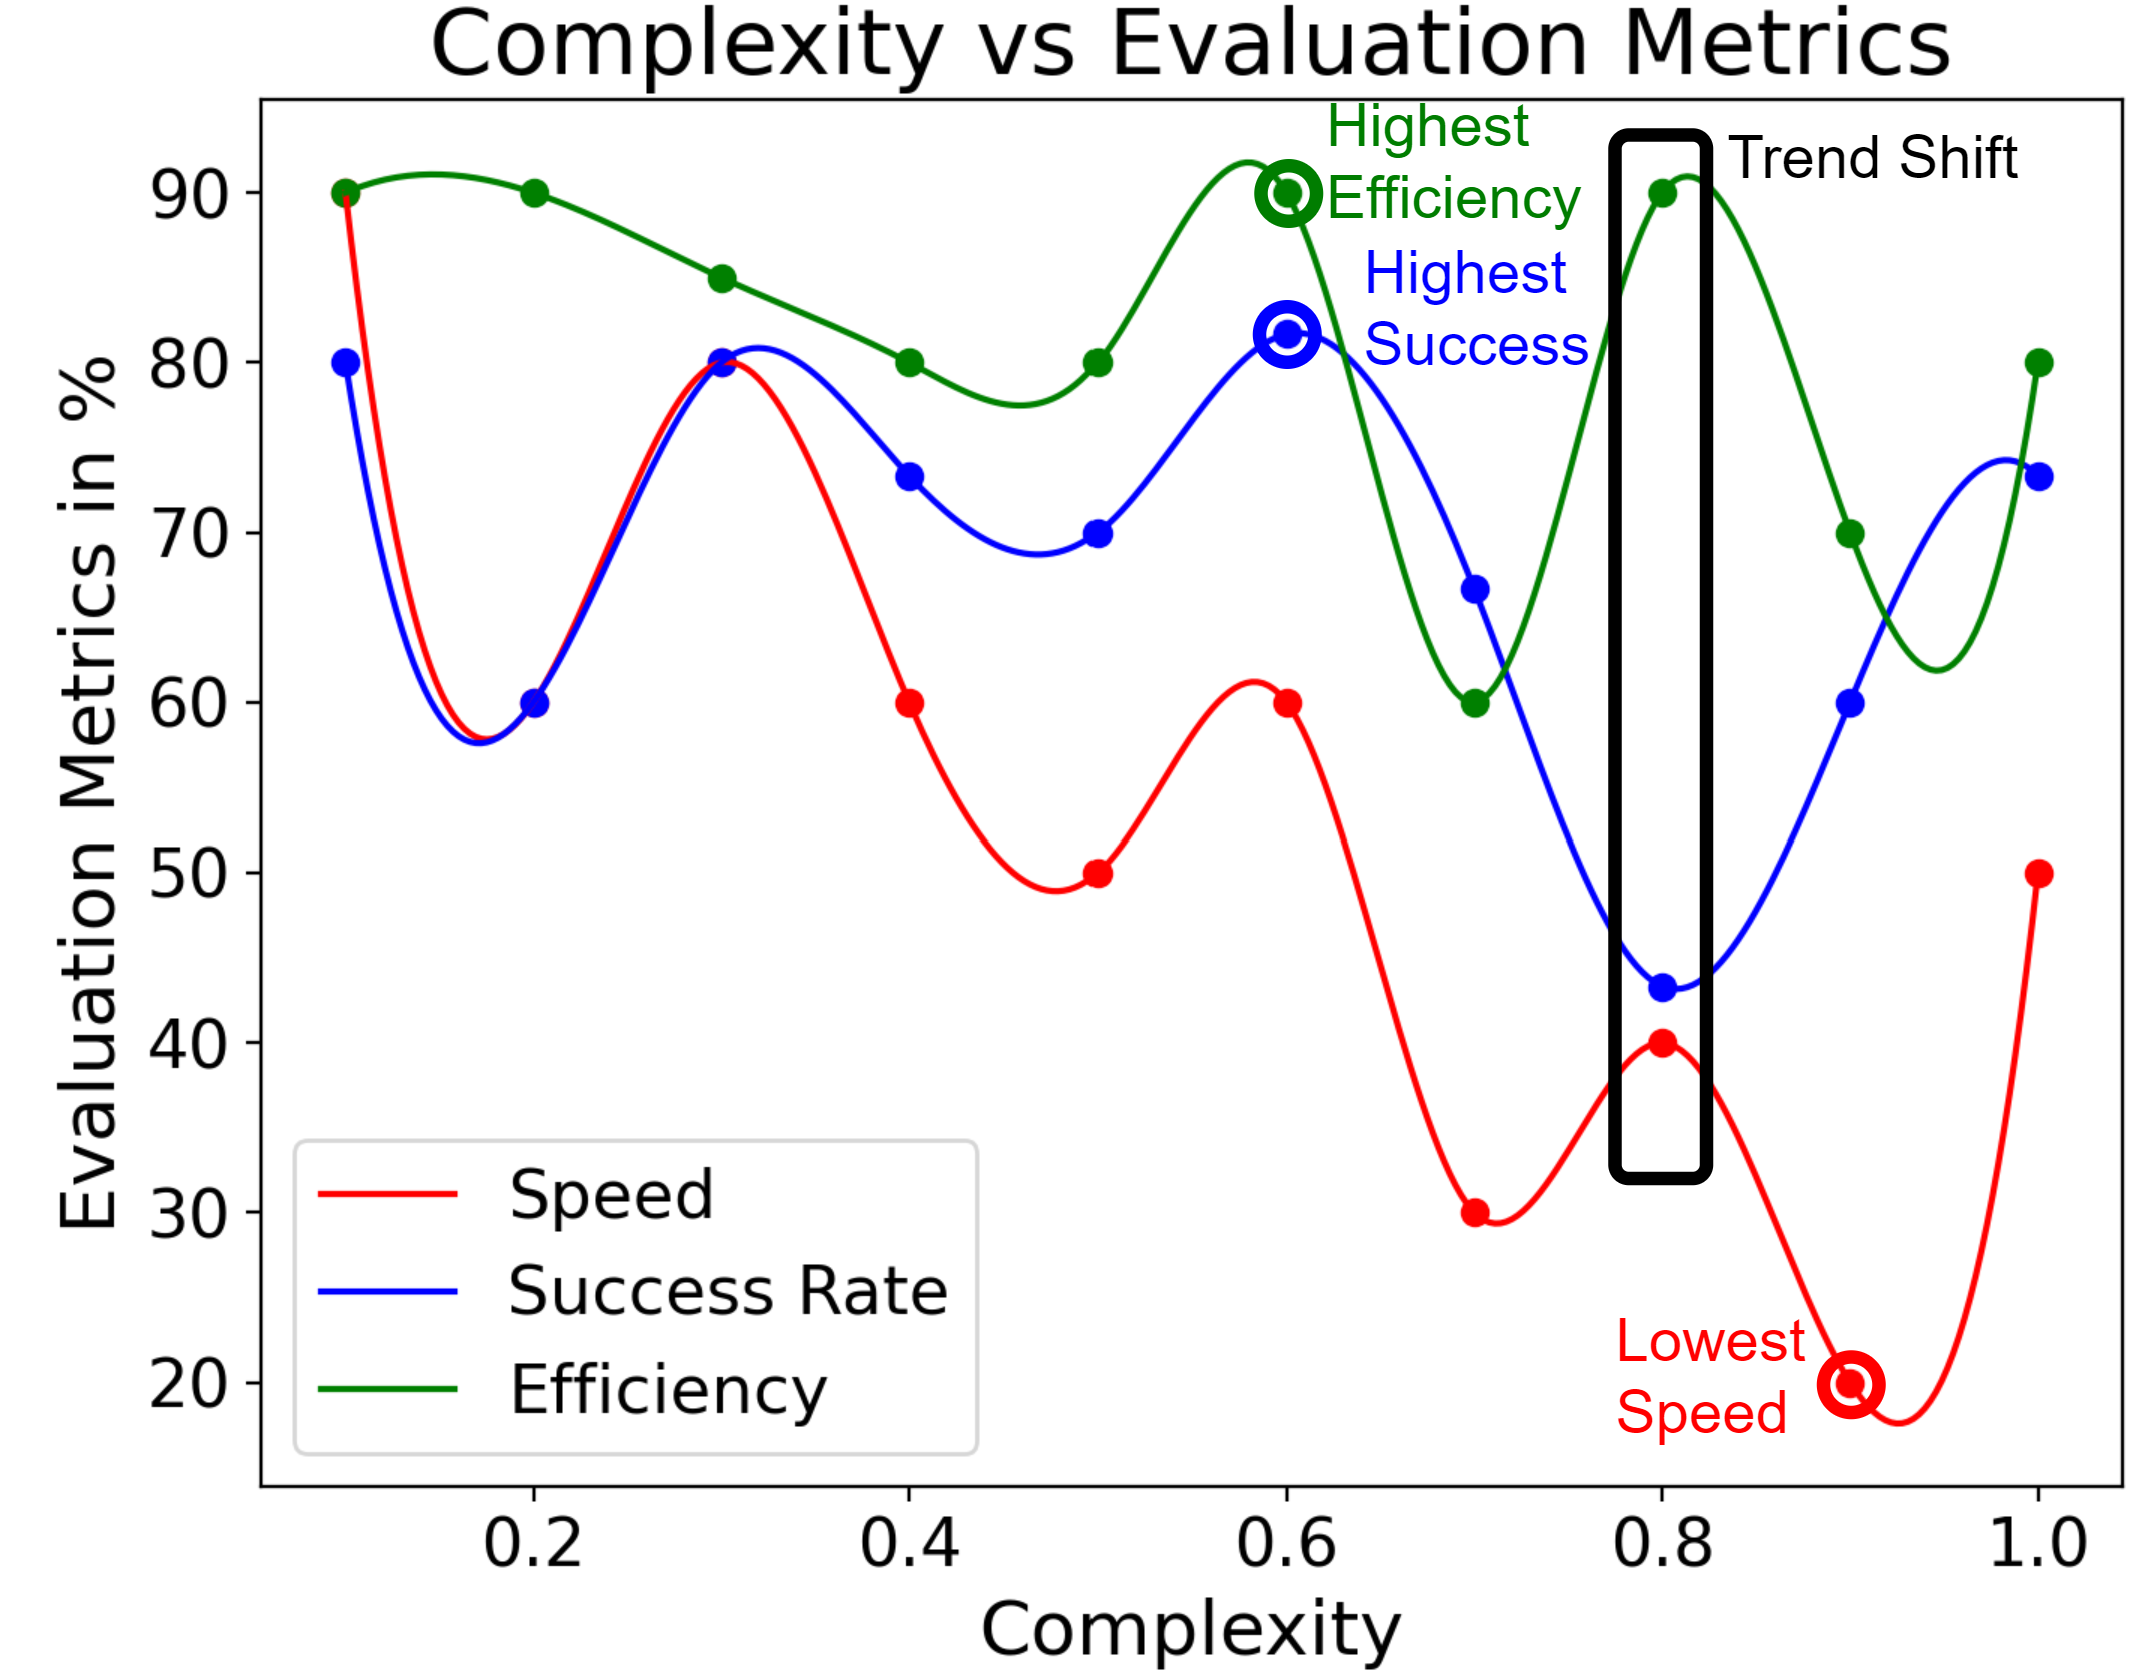 Complexity vs Evaluation Metrics
Highest
Efficiency
Trend Shift
Highest
Success
Evaluation Metrics in %
90
80
70
60
50
40
30
20
Speed
Success Rate
Efficiency
Lowest
Speed
0.2 0.4 0.6 0.8 1.0
Complexity